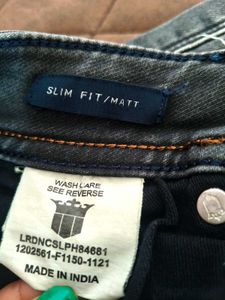 SLIM FIT/MATT
WASH CARE
SEE REVERSE
LRDNCSLPH84681
1202561-F1150-1121
MADE IN INDIA